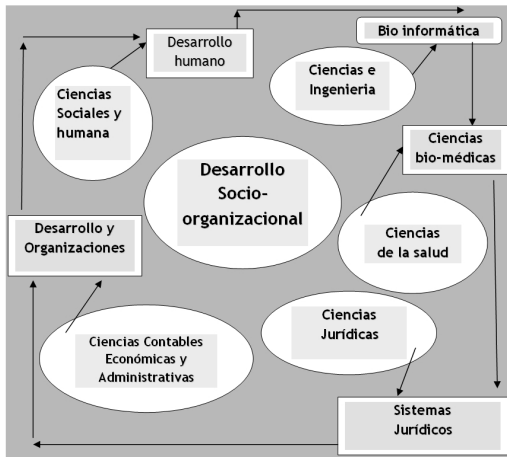 Desarrollo
humano
Bio informática
Ciencias
Sociales y
humana
Ciencias e
Ingenieria
Ciencias
bio-médicas
Desarrollo
Socio-
organizacional
Desarrollo y
Organizaciones
Ciencias
de la salud
Ciencias
Jurídicas
Ciencias Contables
Económicas y
Administrativas
Sistemas
Jurídicos